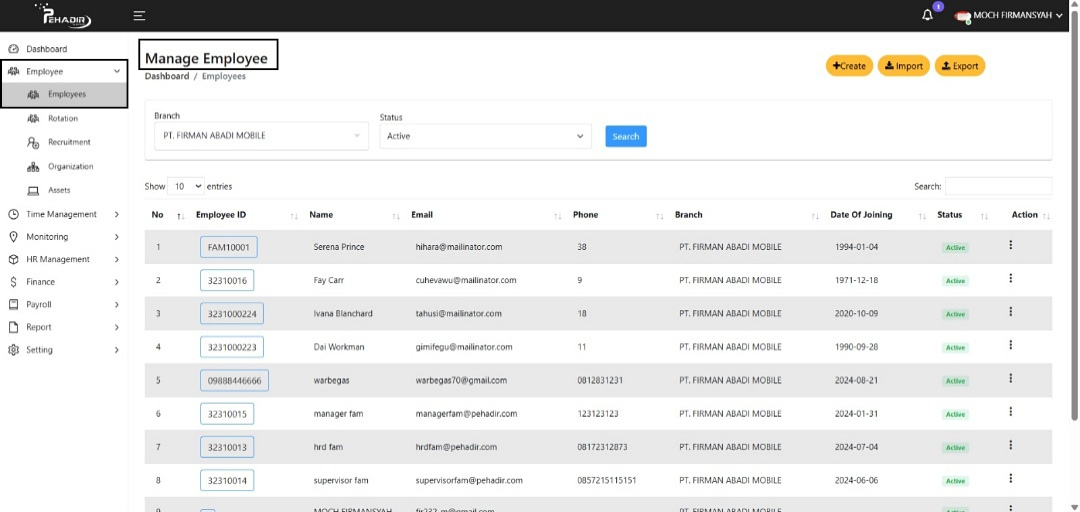 PEHADIR
1
MOCH FIRMANSYAH
Dashboard
Employee
Employees
Rotation
Recruitment
Organization
Assets
Time Management
Monitoring
HR Management
Finance
Payroll
Report
Setting
Manage Employee
Dashboard / Employees
+Create Import Export
Branch
PT. FIRMAN ABADI MOBILE
Status
Active
Search
Show 10 entries
Search:
No Employee ID Name Email Phone Branch Date Of Joining Status Action
1 FAM10001 Serena Prince hihara@mailinator.com 38 PT. FIRMAN ABADI MOBILE 1994-01-04 Active
2 32310016 Fay Carr cuhevawu@mailinator.com 9 PT. FIRMAN ABADI MOBILE 1971-12-18 Active
3 3231000224 Ivana Blanchard tahusi@mailinator.com 18 PT. FIRMAN ABADI MOBILE 2020-10-09 Active
4 3231000223 Dai Workman gimifegu@mailinator.com 11 PT. FIRMAN ABADI MOBILE 1990-09-28 Active
5 09888446666 warbegas warbegas70@gmail.com 0812831231 PT. FIRMAN ABADI MOBILE 2024-08-21 Active
6 32310015 manager fam managerfam@pehadir.com 123123123 PT. FIRMAN ABADI MOBILE 2024-01-31 Active
7 32310013 hrd fam hrdfam@pehadir.com 08172312873 PT. FIRMAN ABADI MOBILE 2024-07-04 Active
8 32310014 supervisor fam supervisorfam@pehadir.com 0857215115151 PT. FIRMAN ABADI MOBILE 2024-06-06 Active
9 MOCH FIRMANSYAH